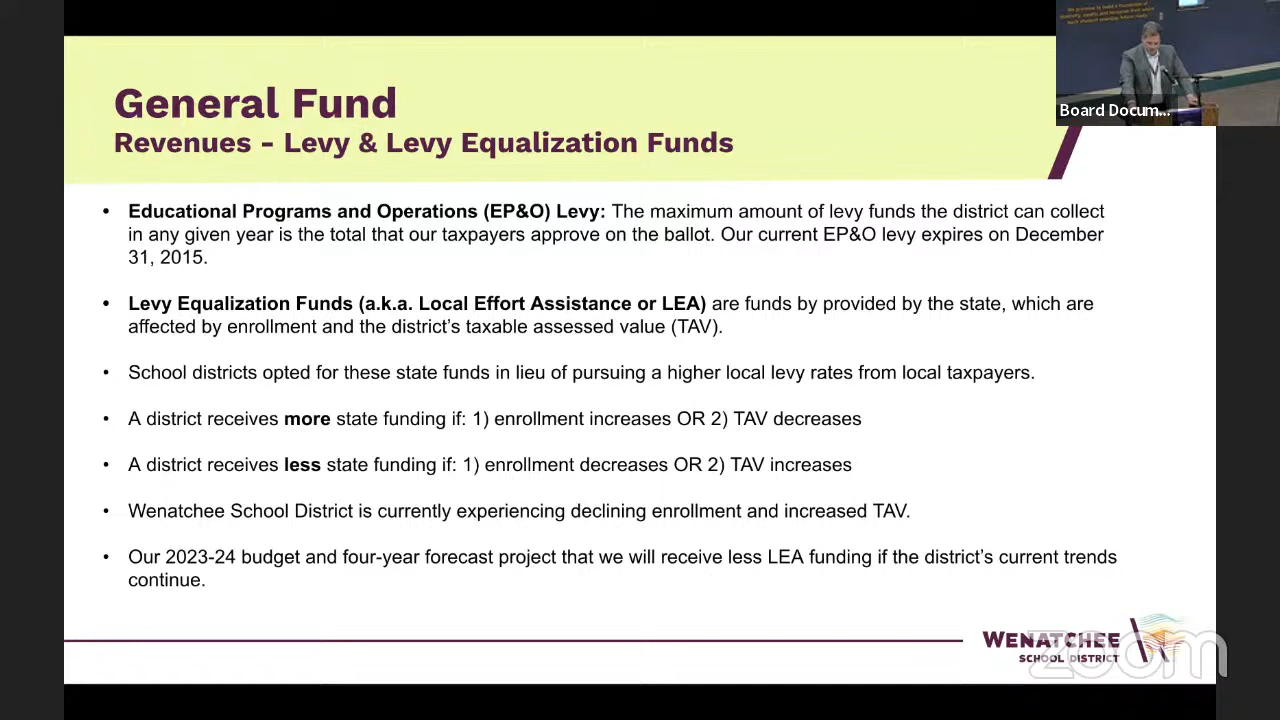 We promise to build a foundation of
Board Docum...
General Fund
Revenues - Levy & Levy Equalization Funds
• Educational Programs and Operations (EP&O) Levy: The maximum amount of levy funds the district can collect
in any given year is the total that our taxpayers approve on the ballot. Our current EP&O levy expires on December
31, 2015.
• Levy Equalization Funds (a.k.a. Local Effort Assistance or LEA) are funds by provided by the state, which are
affected by enrollment and the district's taxable assessed value (TAV).
• School districts opted for these state funds in lieu of pursuing a higher local levy rates from local taxpayers.
• A district receives more state funding if: 1) enrollment increases OR 2) TAV decreases
• A district receives less state funding if: 1) enrollment decreases OR 2) TAV increases
• Wenatchee School District is currently experiencing declining enrollment and increased TAV.
• Our 2023-24 budget and four-year forecast project that we will receive less LEA funding if the district's current trends
continue.
WENATCHEE
SCHOOL DISTRICT
zoom